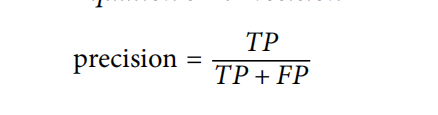 precision = TP / TP + FP